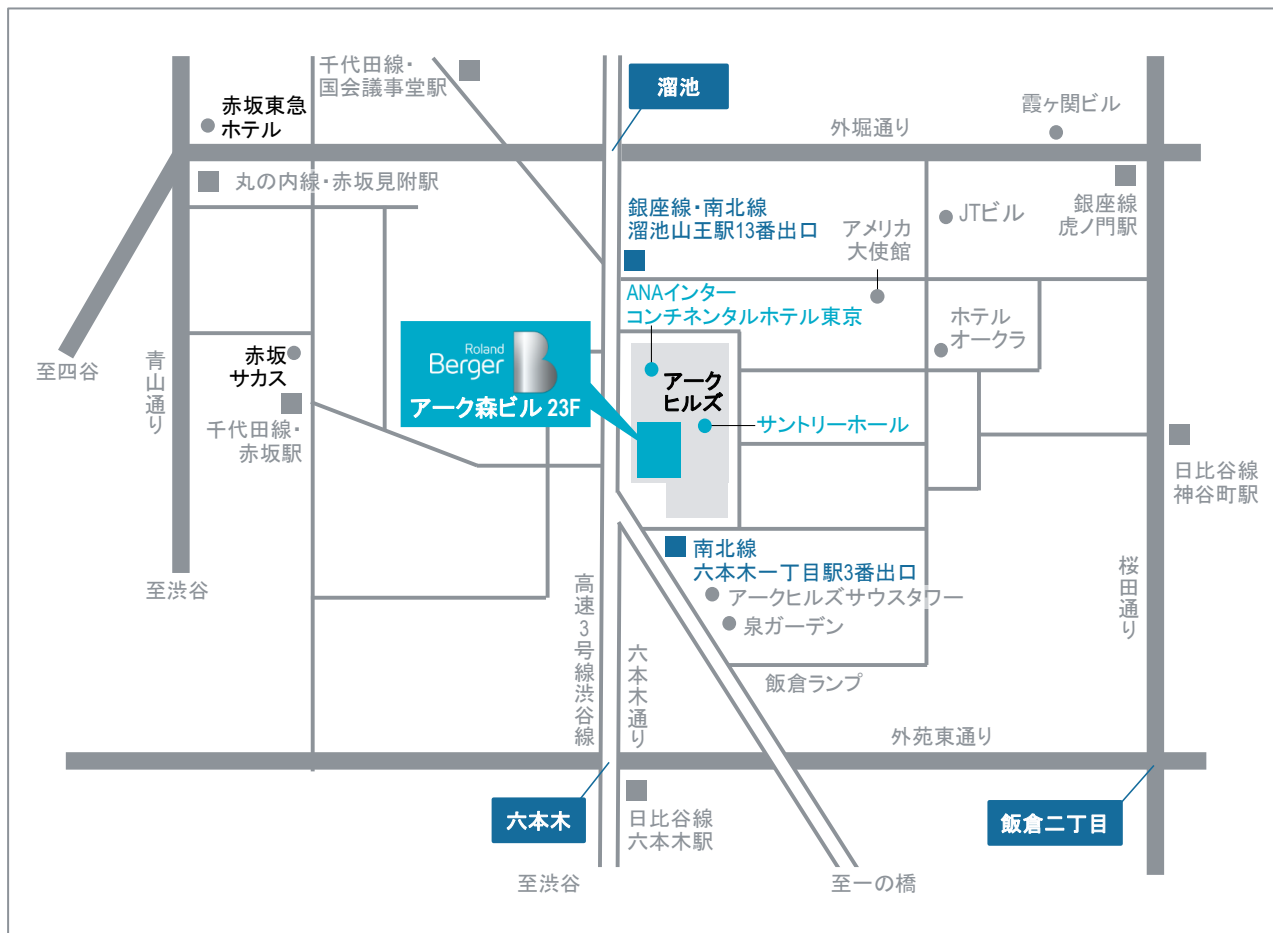 千代田線・
国会議事堂駅
溜池
赤坂東急
ホテル
霞ヶ関ビル
外堀通り
丸の内線・赤坂見附駅
銀座線・南北線
溜池山王駅13番出口
アメリカ
大使館
JTビル
銀座線
虎ノ門駅
ANAインター
コンチネンタルホテル東京
ホテル
オークラ
至四谷
青山通り
赤坂
サカス
Roland
Berger
B
アーク森ビル 23F
アーク
ヒルズ
サントリーホール
千代田線・
赤坂駅
日比谷線
神谷町駅
南北線
六本木一丁目駅3番出口
アークヒルズサウスタワー
泉ガーデン
至渋谷
高速3号線渋谷線
六本木通り
桜田通り
飯倉ランプ
外苑東通り
六本木
日比谷線
六本木駅
飯倉二丁目
至渋谷
至一の橋